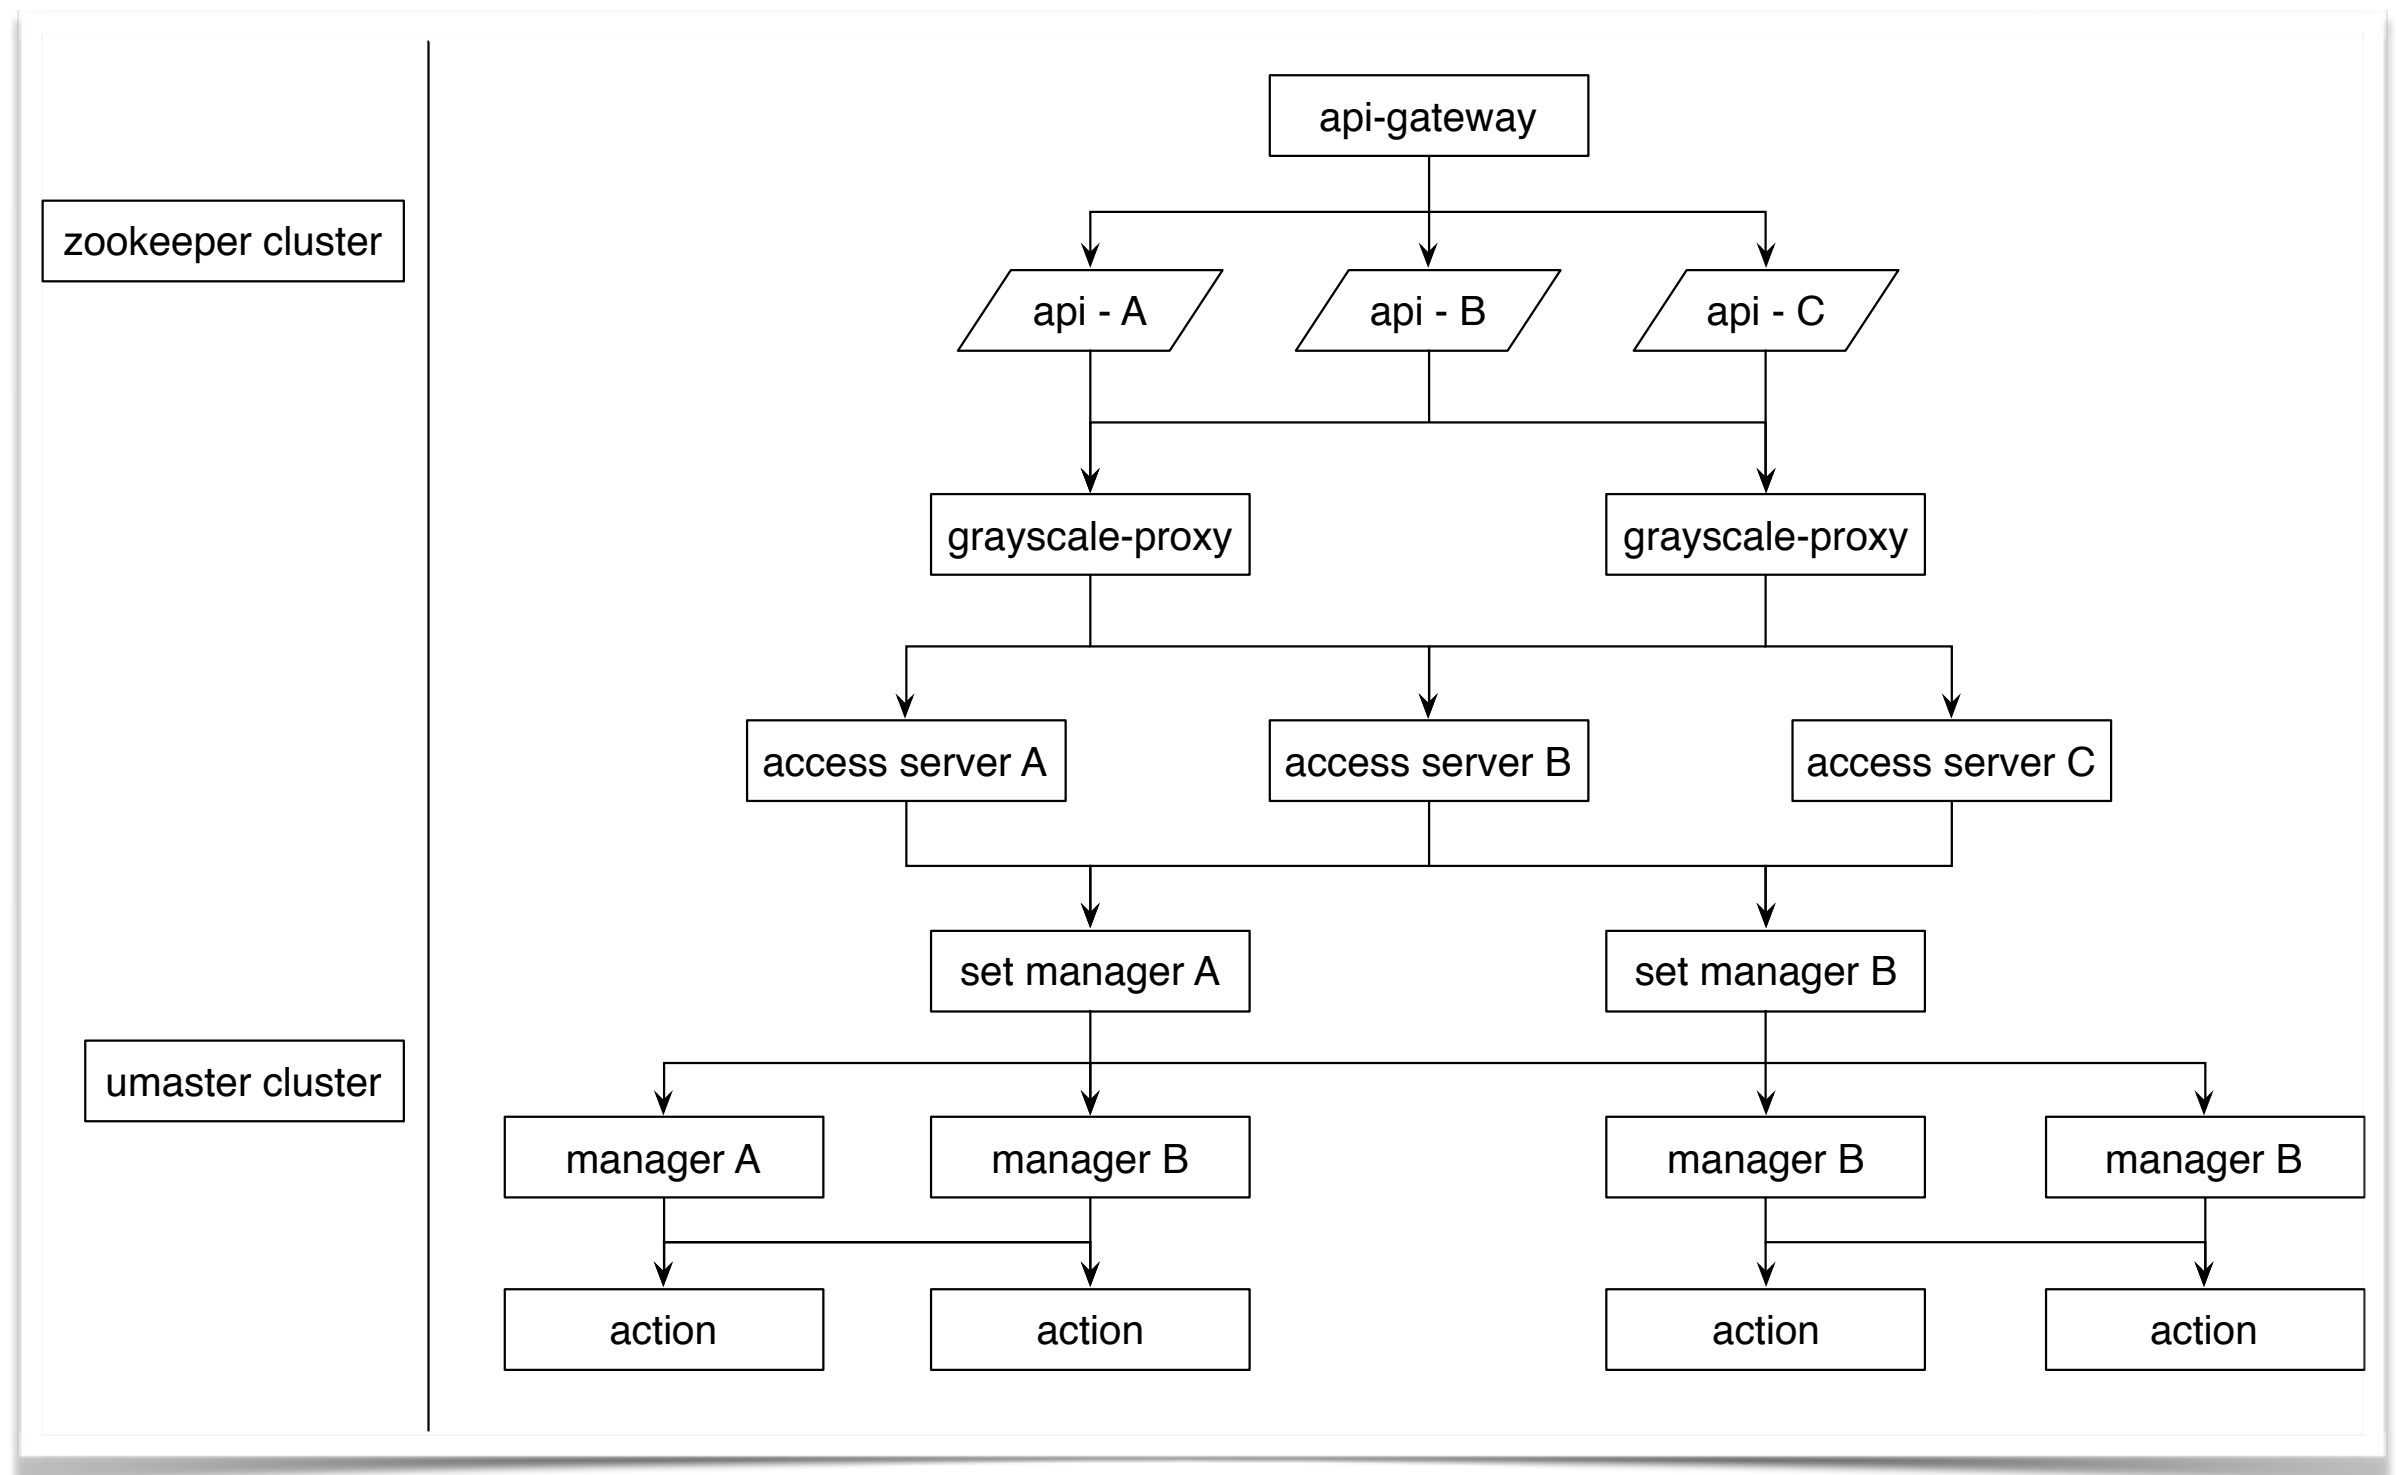 api-gateway
zookeeper cluster
api - A
api - B
api - C
grayscale-proxy
grayscale-proxy
access server A
access server B
access server C
set manager A
set manager B
umaster cluster
manager A
manager B
manager B
manager B
action
action
action
action